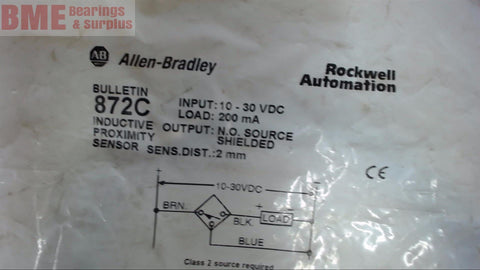 BME Bearings
& Surplus
AB Allen-Bradley
Rockwell
Automation
BULLETIN
872C
INDUCTIVE
PROXIMITY
SENSOR
INPUT: 10 - 30 VDC
LOAD: 200 mA
OUTPUT: N.O. SOURCE
SHIELDED
SENS.DIST.: 2 mm
CE
+
-
10-30VDC
BRN.
+ -
LOAD
BLK.
BLUE
Class 2 source required